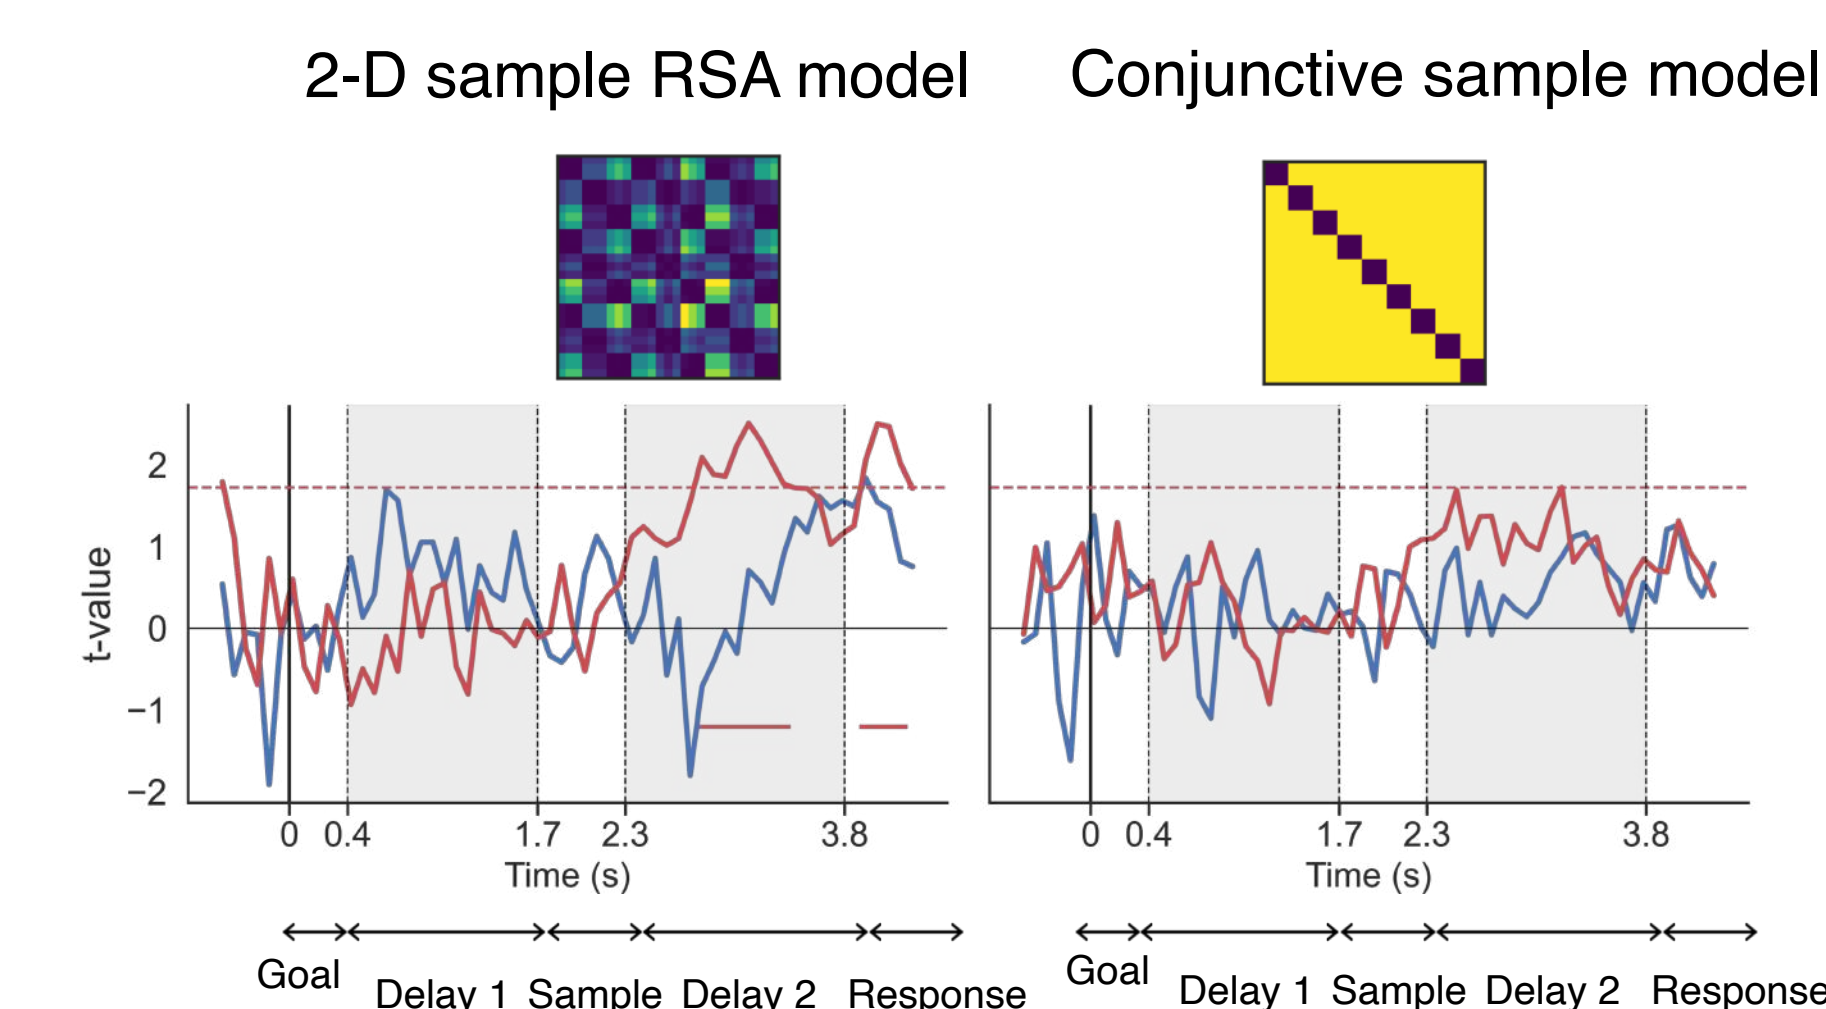 2-D sample RSA model
Conjunctive sample model
t-value
2
1
0
−1
−2
0 0.4 1.7 2.3 3.8
Time (s)
0 0.4 1.7 2.3 3.8
Time (s)
Goal Delay 1 Sample Delay 2 Response
Goal Delay 1 Sample Delay 2 Response